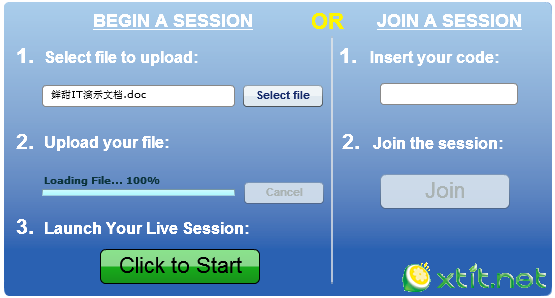 BEGIN A SESSION
1. Select file to upload:
鲜甜IT演示文档.doc
Select file
2. Upload your file:
Loading File... 100%
Cancel
3. Launch Your Live Session:
Click to Start
OR
JOIN A SESSION
1. Insert your code:
2. Join the session:
Join
xtit.net